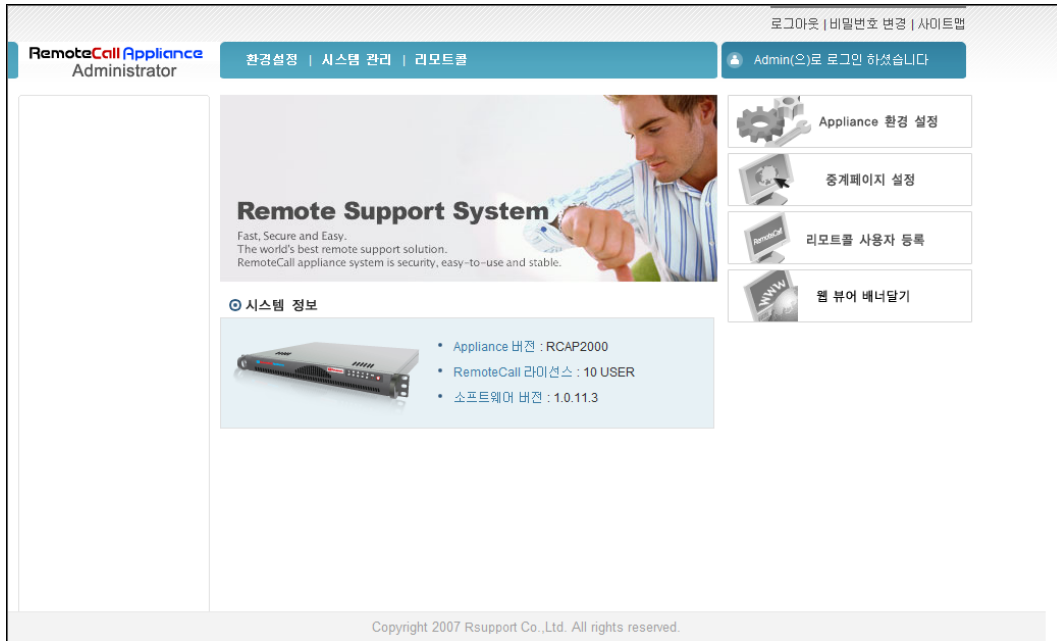 로그아웃 | 비밀번호 변경 | 사이트맵
RemoteCall Appliance
Administrator
환경설정 | 시스템 관리 | 리모트콜
Admin(으)로 로그인 하셨습니다
Remote Support System
Fast, Secure and Easy.
The world's best remote support solution.
RemoteCall appliance system is security, easy-to-use and stable.
Appliance 환경 설정
중계페이지 설정
RemoteCall
리모트콜 사용자 등록
WWW
웹 뷰어 배너달기
시스템 정보
• Appliance 버전 : RCAP2000
• RemoteCall 라이선스 : 10 USER
• 소프트웨어 버전 : 1.0.11.3
Copyright 2007 Rsupport Co.,Ltd. All rights reserved.